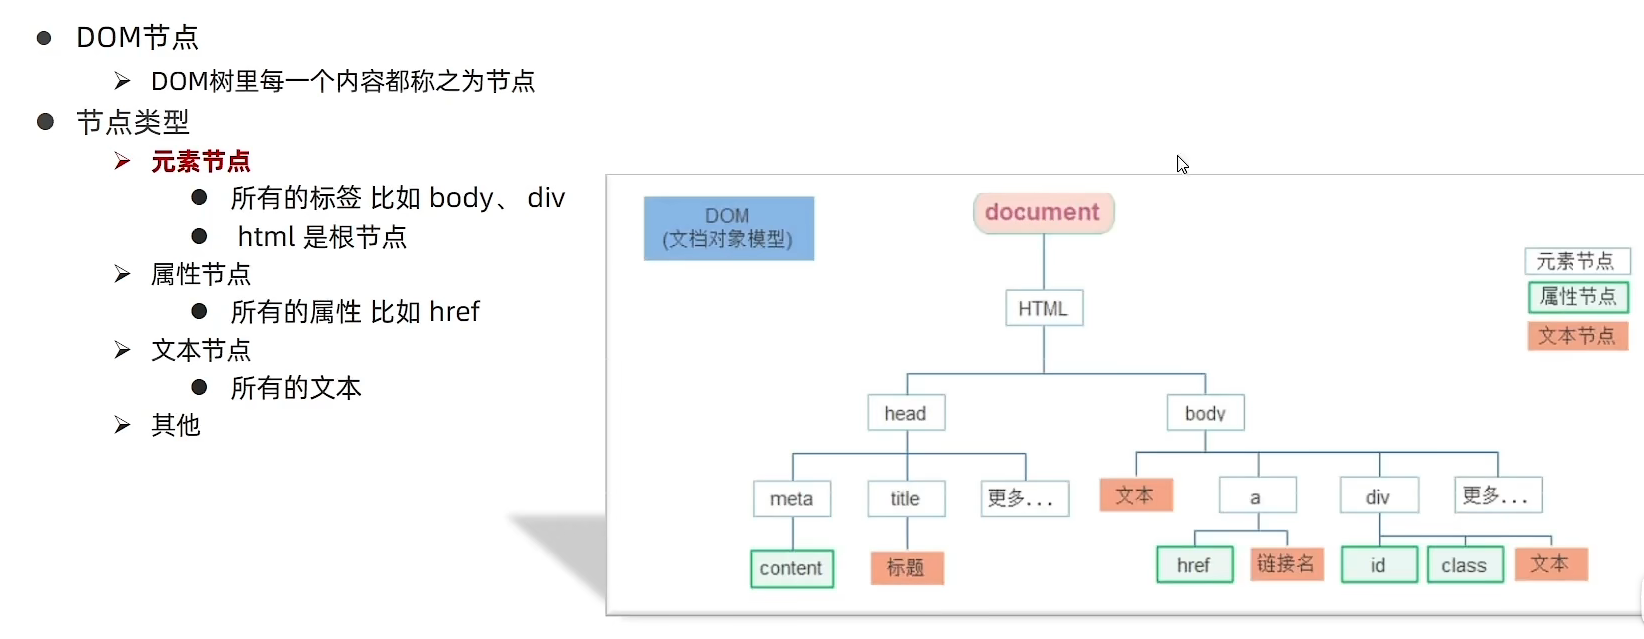 DOM节点
DOM树里每一个内容都称之为节点
节点类型
元素节点
所有的标签 比如 body、 div
html 是根节点
属性节点
所有的属性 比如 href
文本节点
所有的文本
其他
DOM
(文档对象模型)
document
元素节点
属性节点
文本节点
HTML
head
body
meta
title
更多...
文本
a
div
更多...
content
标题
href
链接名
id
class
文本